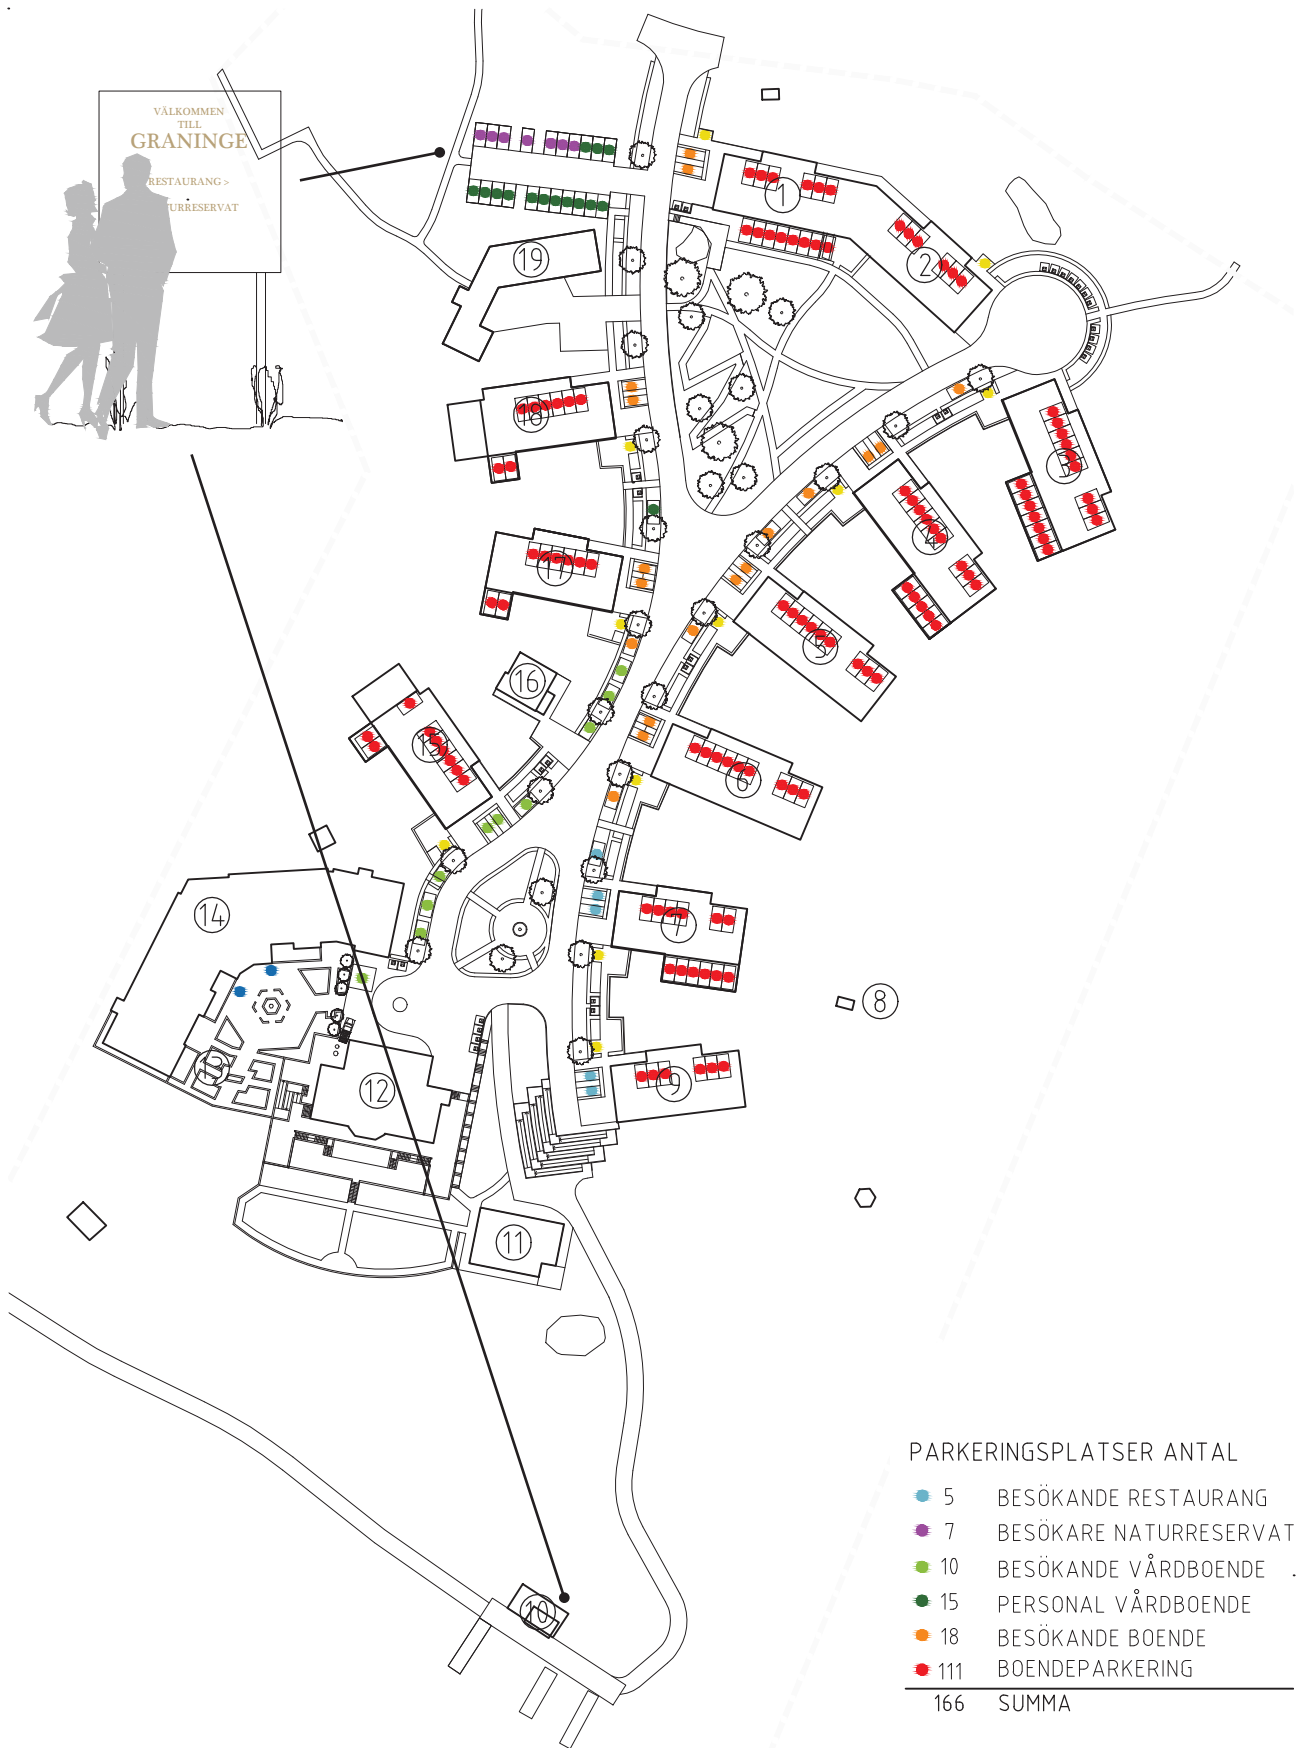 VÄLKOMMEN
TILL
GRANINGE
RESTAURANG >
TURRESERVAT
1
2
19
18
3
4
17
5
16
15
6
14
7
8
13
12
9
11
10
PARKERINGSPLATSER ANTAL
5 BESÖKANDE RESTAURANG
7 BESÖKARE NATURRESERVAT
10 BESÖKANDE VÅRDBOENDE
15 PERSONAL VÅRDBOENDE
18 BESÖKANDE BOENDE
111 BOENDEPARKERING
166 SUMMA